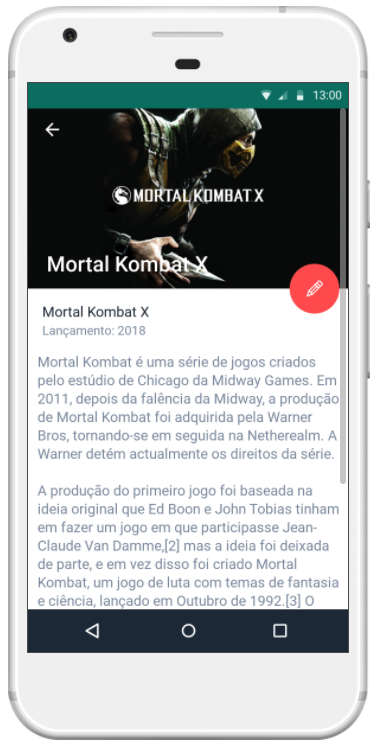 13:00
MORTAL KOMBAT X
Mortal Kombat X
Mortal Kombat X
Lançamento: 2018
Mortal Kombat é uma série de jogos criados
pelo estúdio de Chicago da Midway Games. Em
2011, depois da falência da Midway, a produção
de Mortal Kombat foi adquirida pela Warner
Bros, tornando-se em seguida na Netherealm. A
Warner detém actualmente os direitos da série.
A produção do primeiro jogo foi baseada na
ideia original que Ed Boon e John Tobias tinham
em fazer um jogo em que participasse Jean-
Claude Van Damme,[2] mas a ideia foi deixada
de parte, e em vez disso foi criado Mortal
Kombat, um jogo de luta com temas de fantasia
e ciência, lançado em Outubro de 1992.[3] O